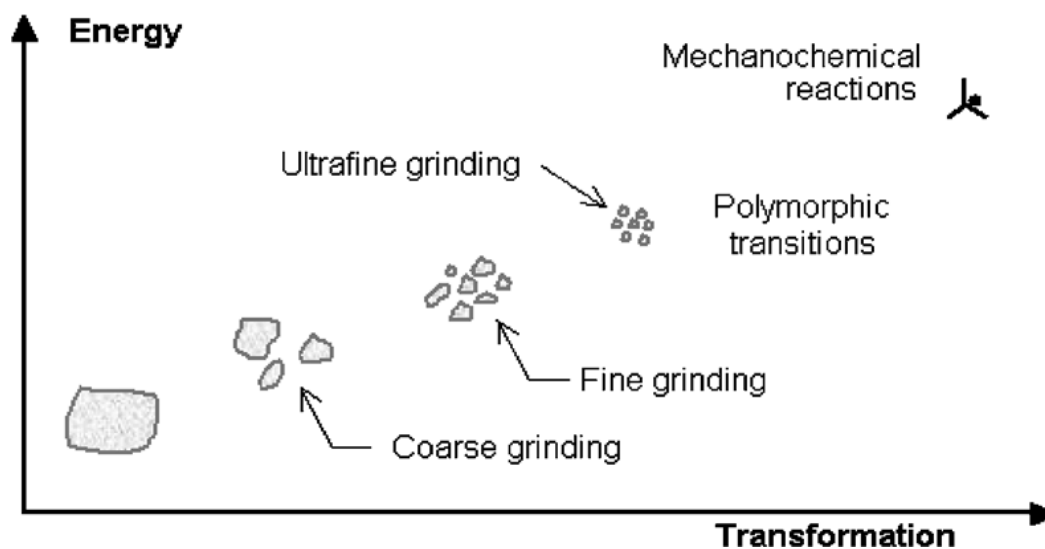 Energy
Mechanochemical
reactions
Ultrafine grinding
Polymorphic
transitions
Fine grinding
Coarse grinding
Transformation